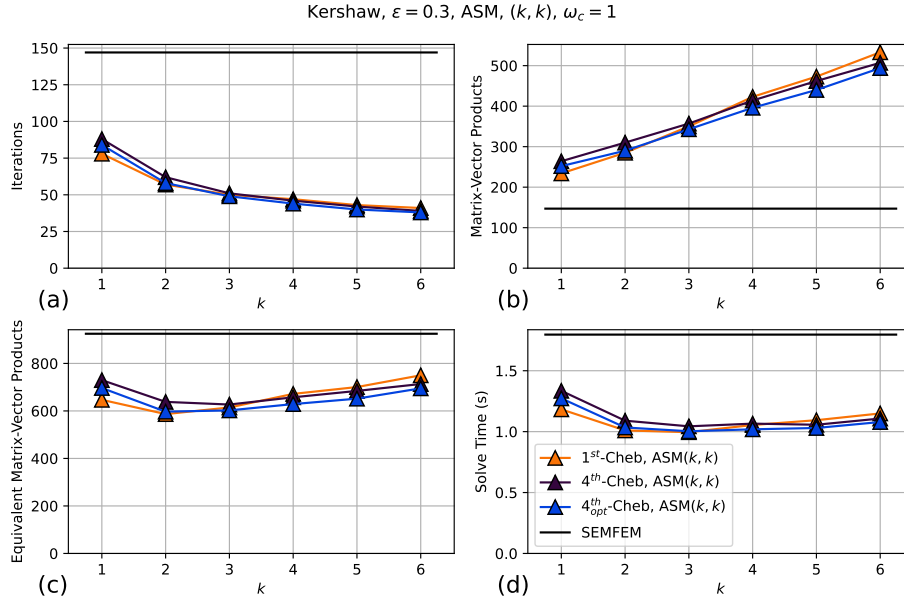 Kershaw, ε = 0.3, ASM, (k, k), ω_c = 1
150
125
100
75
50
25
0
Iterations
1 2 3 4 5 6
k
(a)
500
400
300
200
100
0
Matrix-Vector Products
1 2 3 4 5 6
k
(b)
800
600
400
200
0
Equivalent Matrix-Vector Products
1 2 3 4 5 6
k
(c)
1.5
1.0
0.5
0.0
Solve Time (s)
1^{st}-Cheb, ASM(k, k)
4^{th}-Cheb, ASM(k, k)
4^{th}_{opt}-Cheb, ASM(k, k)
SEMFEM
1 2 3 4 5 6
k
(d)